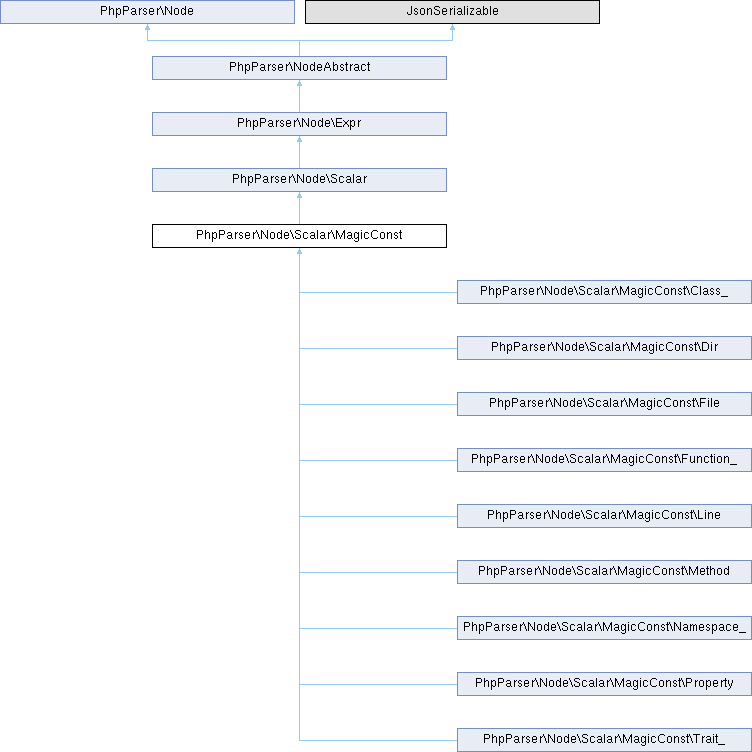 PhpParser\Node
JsonSerializable
PhpParser\NodeAbstract
PhpParser\Node\Expr
PhpParser\Node\Scalar
PhpParser\Node\Scalar\MagicConst
PhpParser\Node\Scalar\MagicConst\Class_
PhpParser\Node\Scalar\MagicConst\Dir
PhpParser\Node\Scalar\MagicConst\File
PhpParser\Node\Scalar\MagicConst\Function_
PhpParser\Node\Scalar\MagicConst\Line
PhpParser\Node\Scalar\MagicConst\Method
PhpParser\Node\Scalar\MagicConst\Namespace_
PhpParser\Node\Scalar\MagicConst\Property
PhpParser\Node\Scalar\MagicConst\Trait_